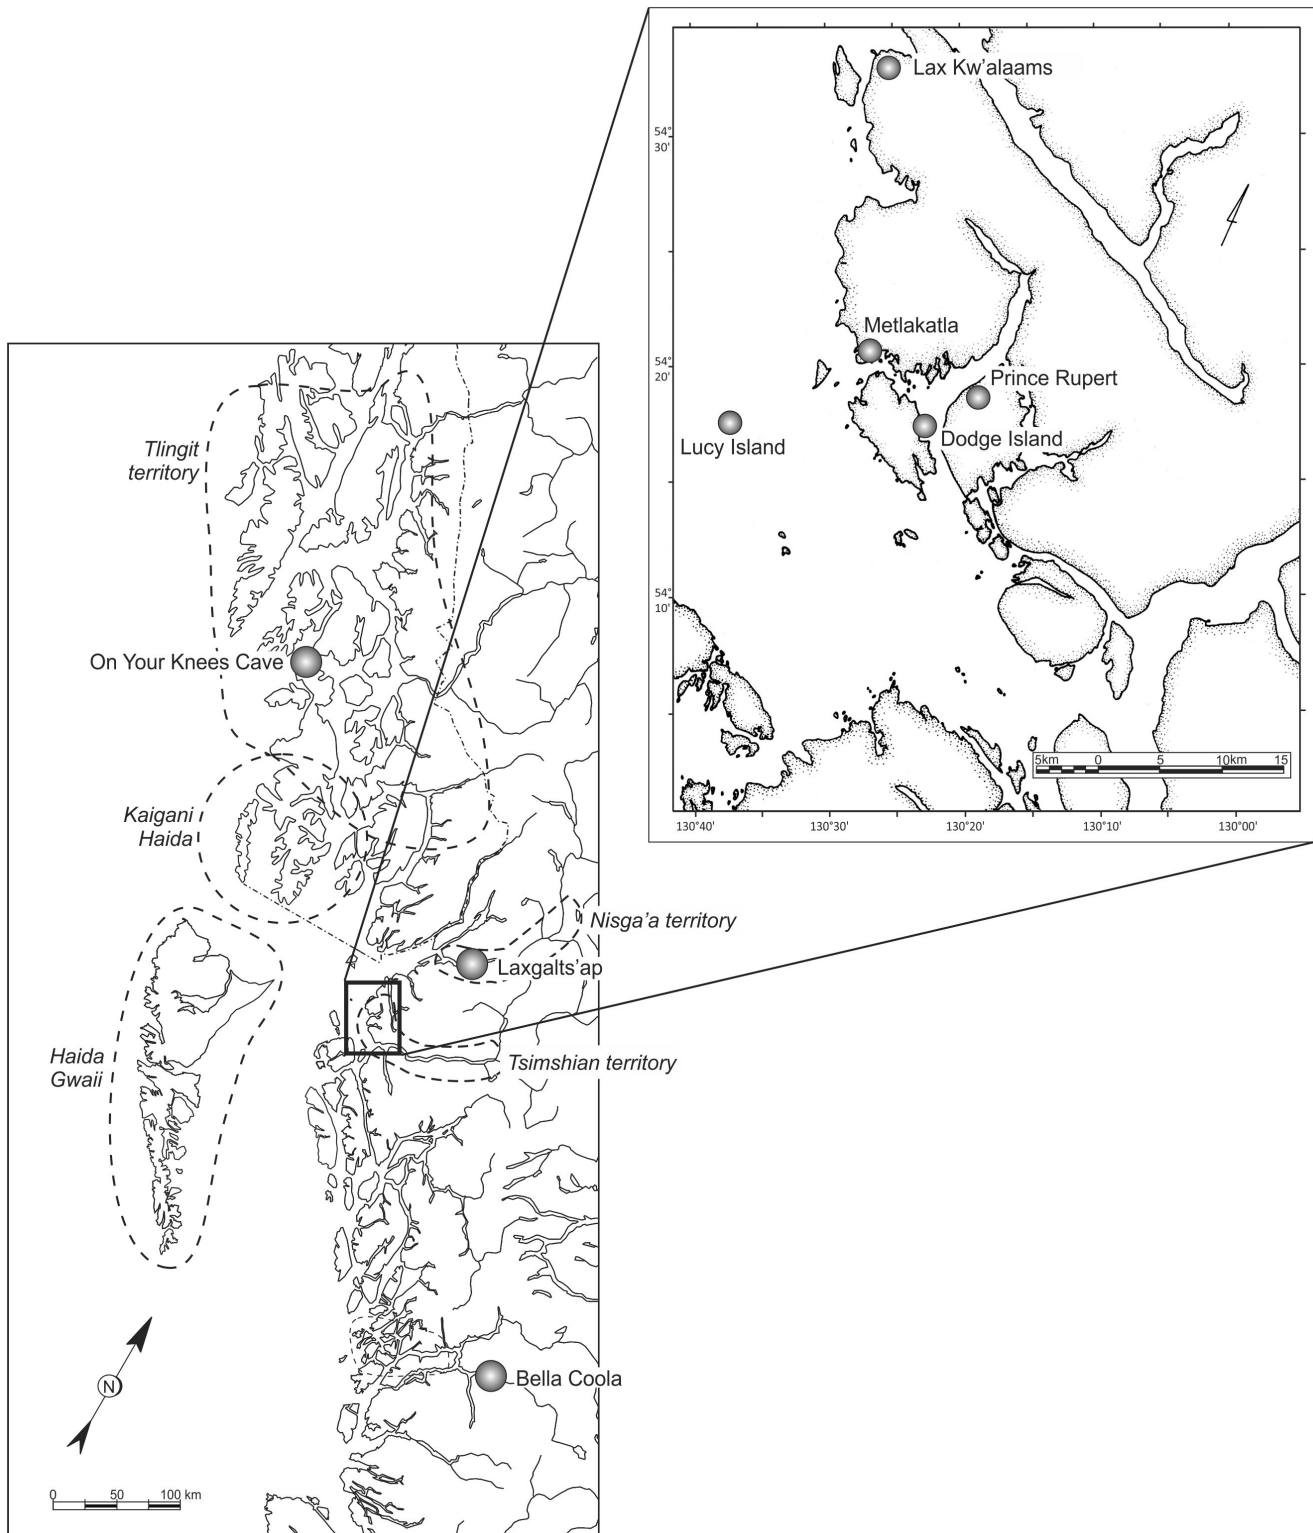 Lax Kw'alaams
54°
30'
Metlakatla
54°
20'
Prince Rupert
Lucy Island
Dodge Island
54°
10'
5km 0 5 10km 15
130°40' 130°30' 130°20' 130°10' 130°00'
Tlingit
territory
On Your Knees Cave
Kaigani
Haida
Nisga'a territory
Laxgalts'ap
Haida
Gwaii
Tsimshian territory
Bella Coola
N
0 50 100 km